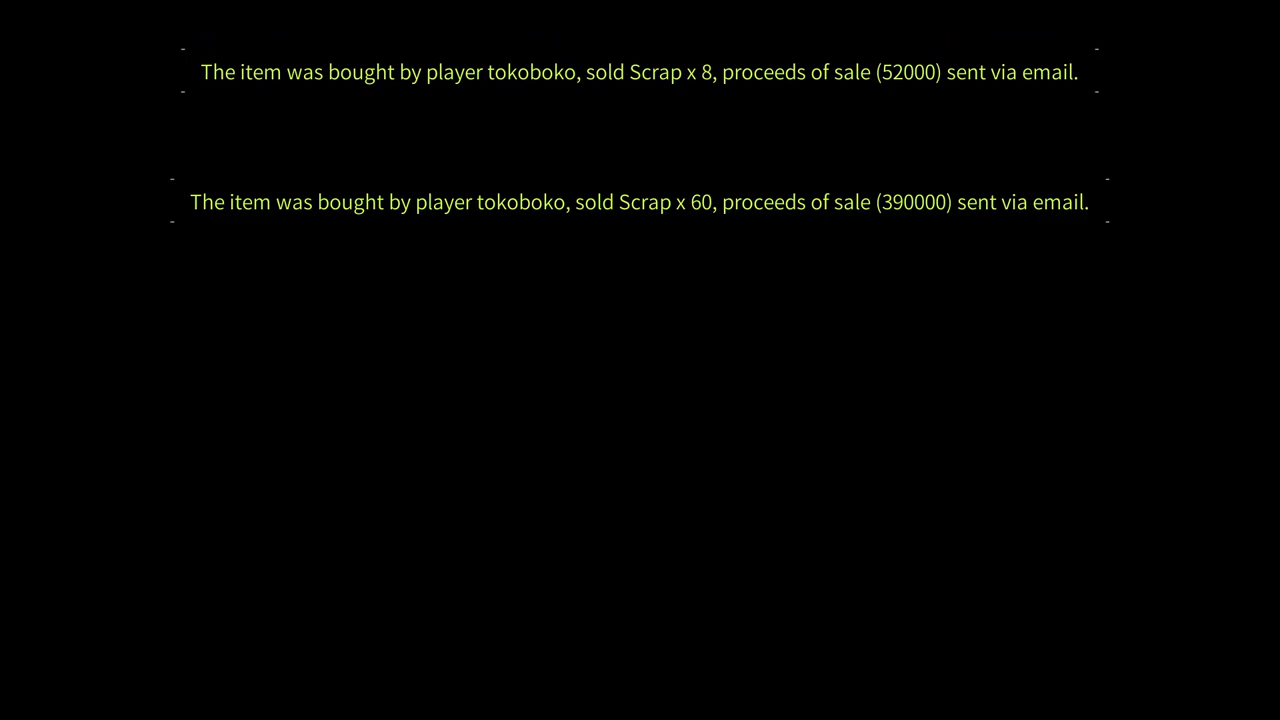 The item was bought by player tokoboko, sold Scrap x 8, proceeds of sale (52000) sent via email.
The item was bought by player tokoboko, sold Scrap x 60, proceeds of sale (390000) sent via email.